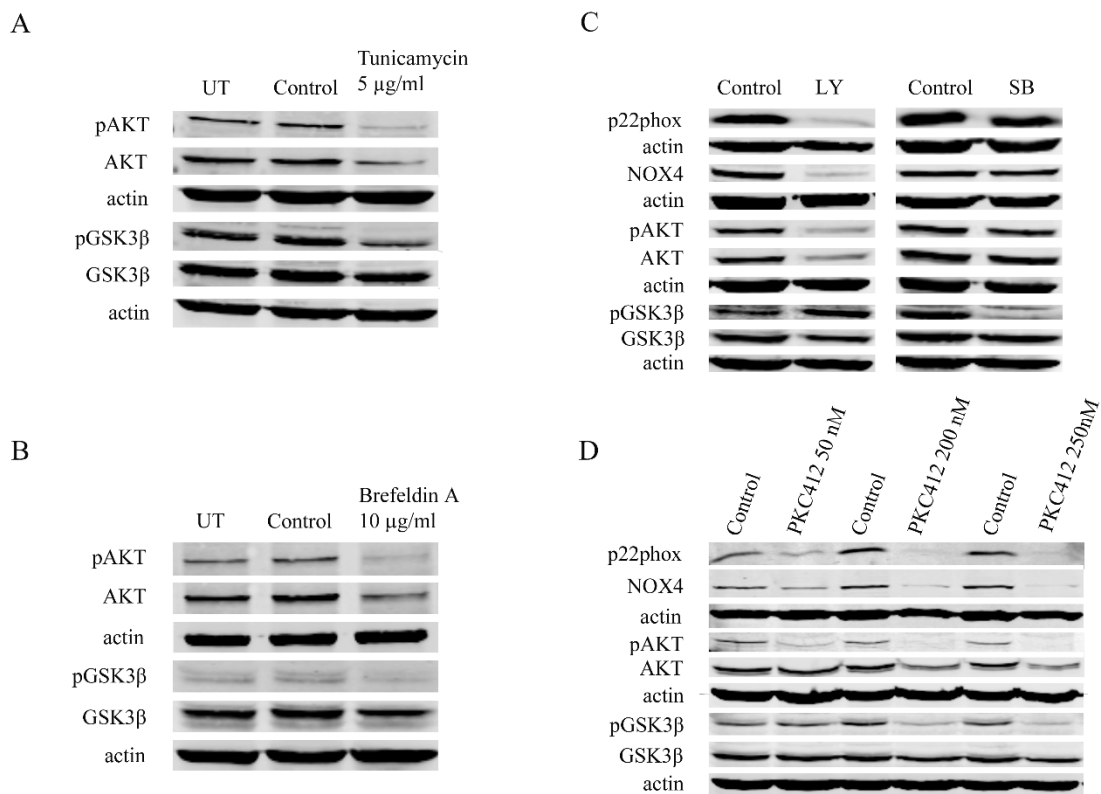 A
UT Control Tunicamycin
5 µg/ml
pAKT
AKT
actin
pGSK3β
GSK3β
actin
B
UT Control Brefeldin A
10 µg/ml
pAKT
AKT
actin
pGSK3β
GSK3β
actin
C
Control LY Control SB
p22phox
actin
NOX4
actin
pAKT
AKT
actin
pGSK3β
GSK3β
actin
D
Control PKC412 50 nM Control PKC412 200 nM Control PKC412 250nM
p22phox
NOX4
actin
pAKT
AKT
actin
pGSK3β
GSK3β
actin